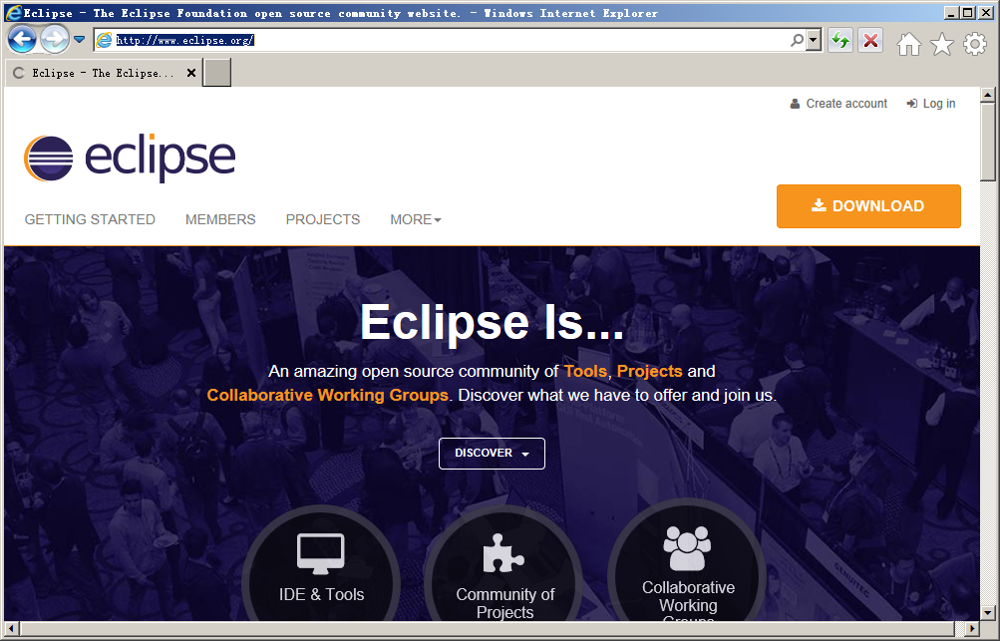 Eclipse - The Eclipse Foundation open source community website. - Windows Internet Explorer
http://www.eclipse.org/
Eclipse - The Eclipse...
Create account
Log in
eclipse
GETTING STARTED
MEMBERS
PROJECTS
MORE
DOWNLOAD
Eclipse Is...
An amazing open source community of Tools, Projects and
Collaborative Working Groups. Discover what we have to offer and join us.
DISCOVER
IDE & Tools
Community of
Projects
Collaborative
Working
Groups
GENUITEC